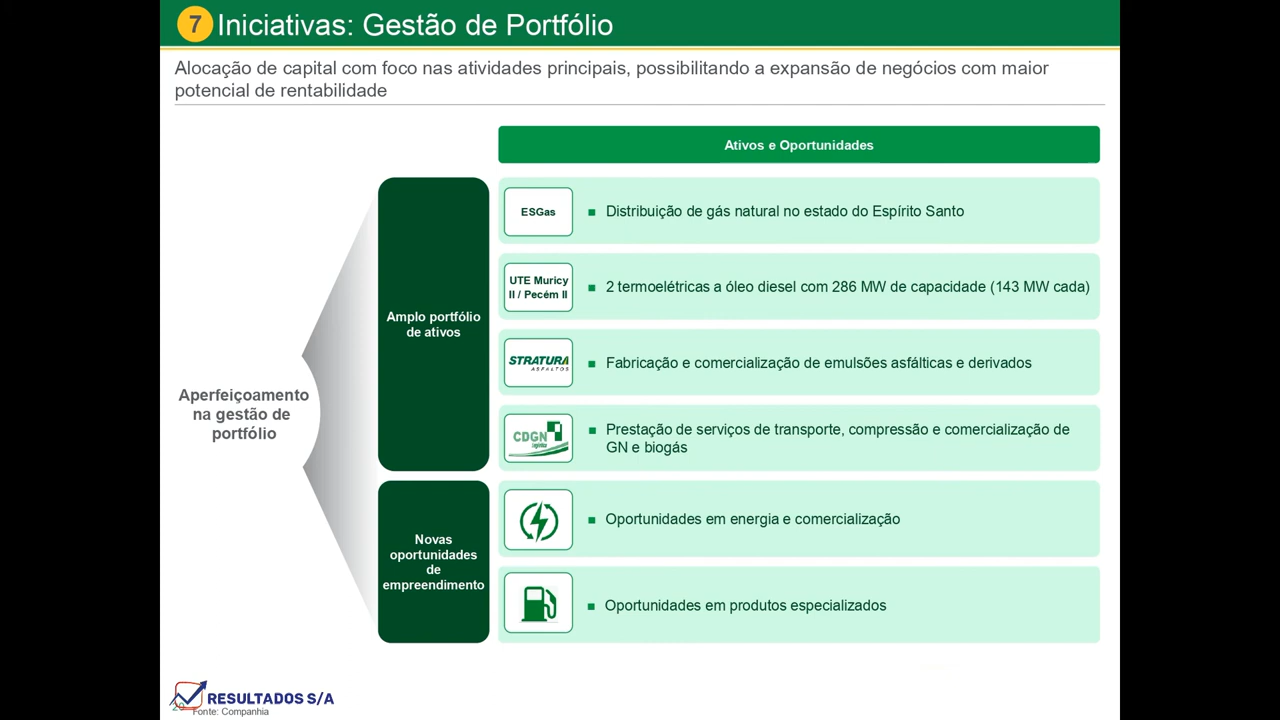 7 Iniciativas: Gestão de Portfólio
Alocação de capital com foco nas atividades principais, possibilitando a expansão de negócios com maior
potencial de rentabilidade
Ativos e Oportunidades
Aperfeiçoamento
na gestão de
portfólio
Amplo portfólio
de ativos
ESGas
Distribuição de gás natural no estado do Espírito Santo
UTE Muricy
II / Pecém II
2 termoelétricas a óleo diesel com 286 MW de capacidade (143 MW cada)
STRATURA
ASFALTOS
Fabricação e comercialização de emulsões asfálticas e derivados
CDGN
logística
Prestação de serviços de transporte, compressão e comercialização de
GN e biogás
Novas
oportunidades
de
empreendimento
Oportunidades em energia e comercialização
Oportunidades em produtos especializados
RESULTADOS S/A
Fonte: Companhia